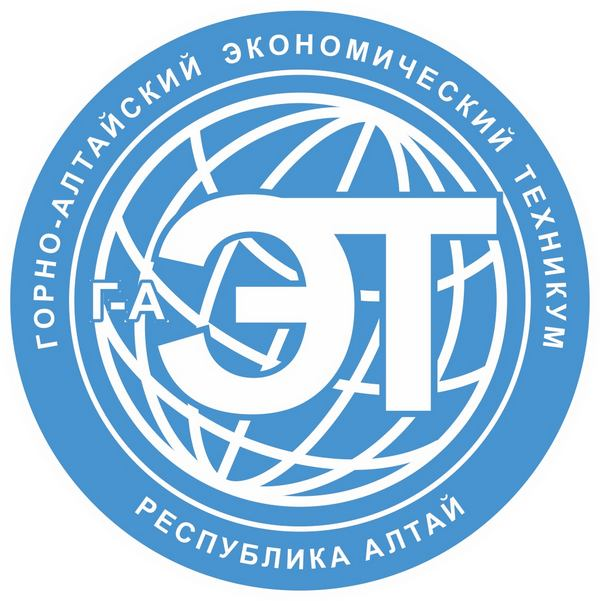 ГОРНО-АЛТАЙСКИЙ ЭКОНОМИЧЕСКИЙ ТЕХНИКУМ
Г-А ЭТ
РЕСПУБЛИКА АЛТАЙ